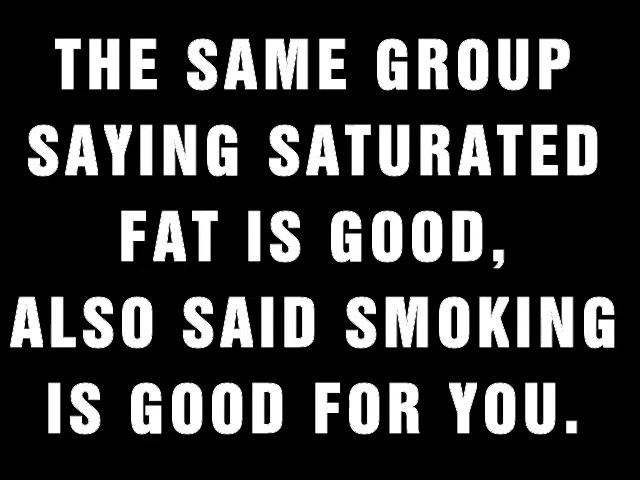 THE SAME GROUP
SAYING SATURATED
FAT IS GOOD,
ALSO SAID SMOKING
IS GOOD FOR YOU.